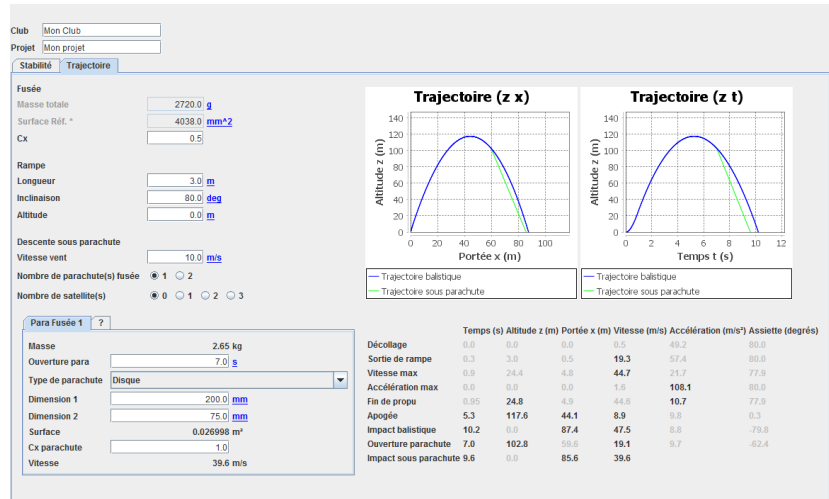 Club Mon Club
Projet Mon projet
Stabilité Trajectoire
Fusée
Masse totale 2720.0 g
Surface Réf. * 4038.0 mm^2
Cx 0.5
Rampe
Longueur 3.0 m
Inclinaison 80.0 deg
Altitude 0.0 m
Descente sous parachute
Vitesse vent 10.0 m/s
Nombre de parachute(s) fusée 1 2
Nombre de satellite(s) 0 1 2 3
Para Fusée 1 ?
Masse 2.65 kg
Ouverture para 7.0 s
Type de parachute Disque
Dimension 1 200.0 mm
Dimension 2 75.0 mm
Surface 0.026998 m²
Cx parachute 1.0
Vitesse 39.6 m/s
Trajectoire (z x)
Altitude z (m)
140
120
100
80
60
40
20
0
0 20 40 60 80 100
Portée x (m)
Trajectoire balistique
Trajectoire sous parachute
Trajectoire (z t)
Altitude z (m)
140
120
100
80
60
40
20
0
0 2 4 6 8 10 12
Temps t (s)
Trajectoire balistique
Trajectoire sous parachute
Temps (s) Altitude z (m) Portée x (m) Vitesse (m/s) Accélération (m/s²) Assiette (degrés)
Décollage 0.0 0.0 0.0 0.5 49.2 80.0
Sortie de rampe 0.3 3.0 0.5 19.3 57.4 80.0
Vitesse max 0.9 24.4 4.8 44.7 21.7 77.9
Accélération max 0.0 0.0 0.0 1.6 108.1 80.0
Fin de propu 0.95 24.8 4.9 44.6 10.7 77.9
Apogée 5.3 117.6 44.1 8.9 9.8 0.3
Impact balistique 10.2 0.0 87.4 47.5 8.8 -79.8
Ouverture parachute 7.0 102.8 59.6 19.1 9.7 -62.4
Impact sous parachute 9.6 0.0 85.6 39.6